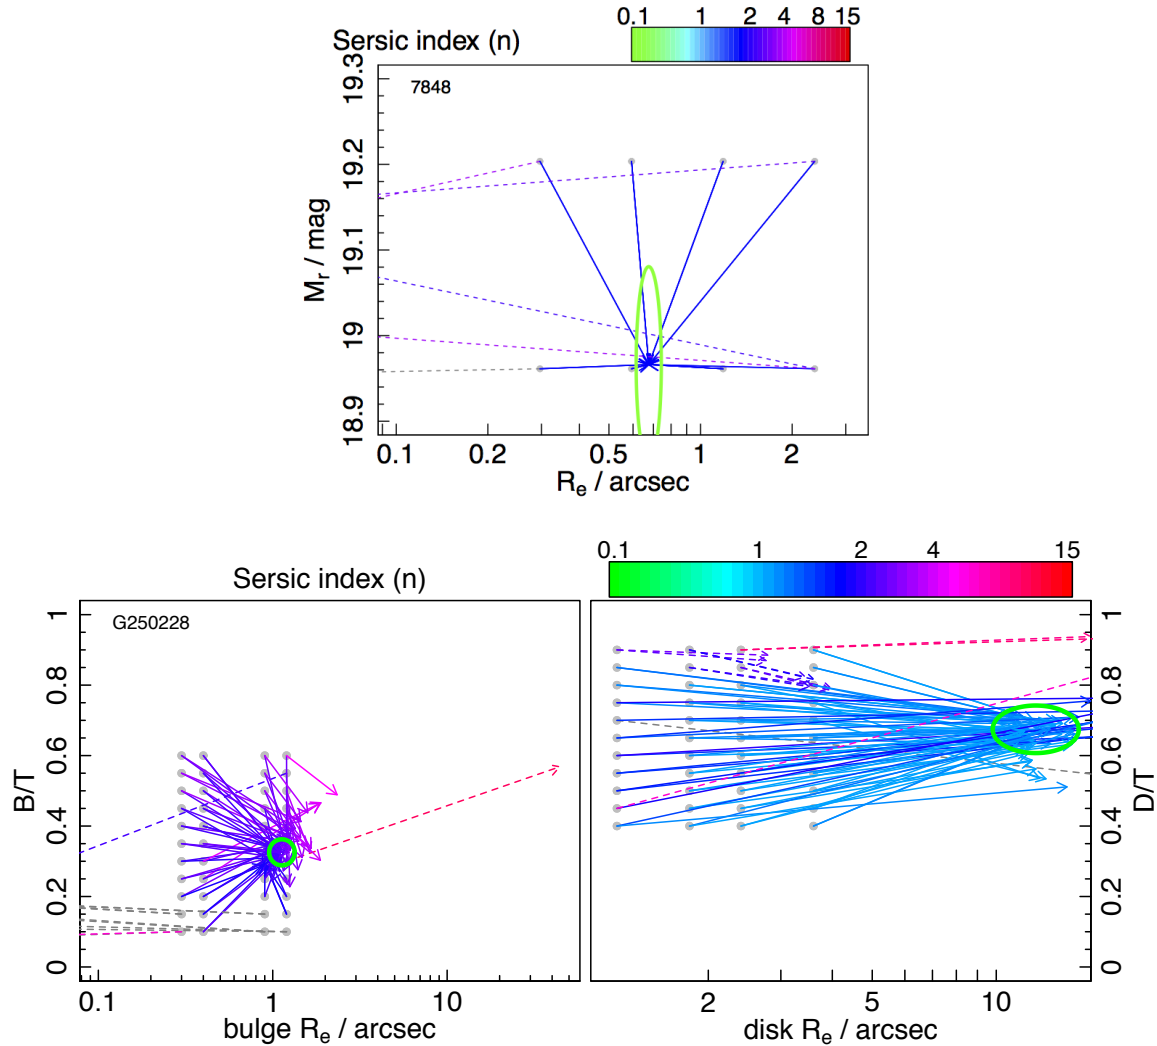 0.1 1 2 4 8 15
Sersic index (n)
7848
19.3
19.2
19.1
19
18.9
M_r / mag
0.1 0.2 0.5 1 2
R_e / arcsec
0.1 1 2 4 15
Sersic index (n)
G250228
1
0.8
0.6
0.4
0.2
0
B/T
0.1 1 10
bulge R_e / arcsec
1
0.8
0.6
0.4
0.2
0
D/T
2 5 10
disk R_e / arcsec